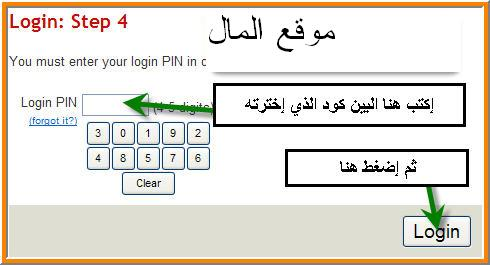 Login: Step 4
موقع المال
You must enter your login PIN in o
Login PIN
(4-5 digits)
إكتب هنا البين كود الذي إخترته
(forgot it?)
3 0 1 9 2
4 8 5 7 6
Clear
ثم إضغط هنا
Login